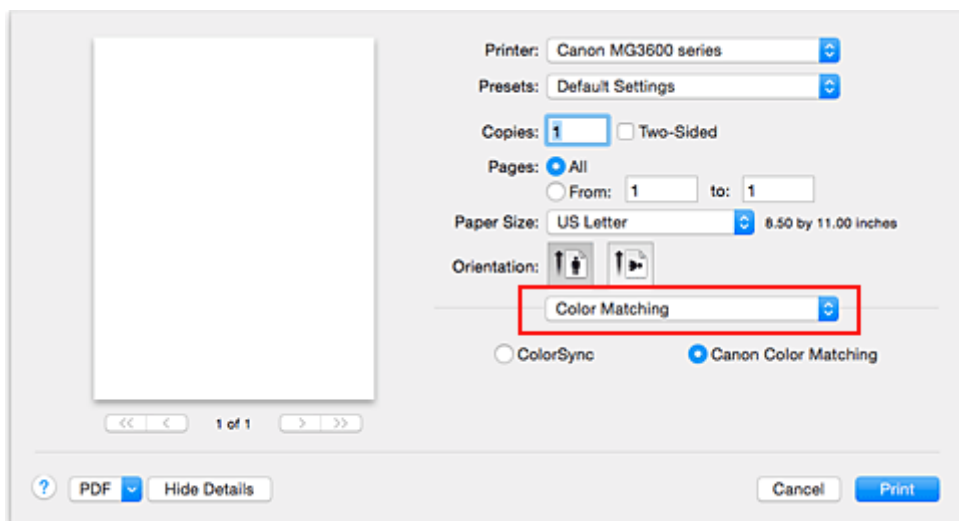 Printer: Canon MG3600 series
Presets: Default Settings
Copies: 1 Two-Sided
Pages: All
From: 1 to: 1
Paper Size: US Letter 8.50 by 11.00 inches
Orientation:
Color Matching
ColorSync Canon Color Matching
<< < 1 of 1 > >>
? PDF Hide Details Cancel Print